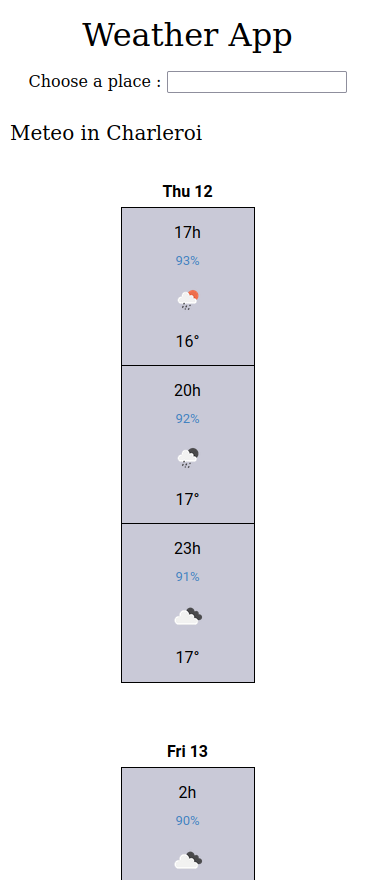 Weather App
Choose a place :
Meteo in Charleroi
Thu 12
17h
93%
16°
20h
92%
17°
23h
91%
17°
Fri 13
2h
90%